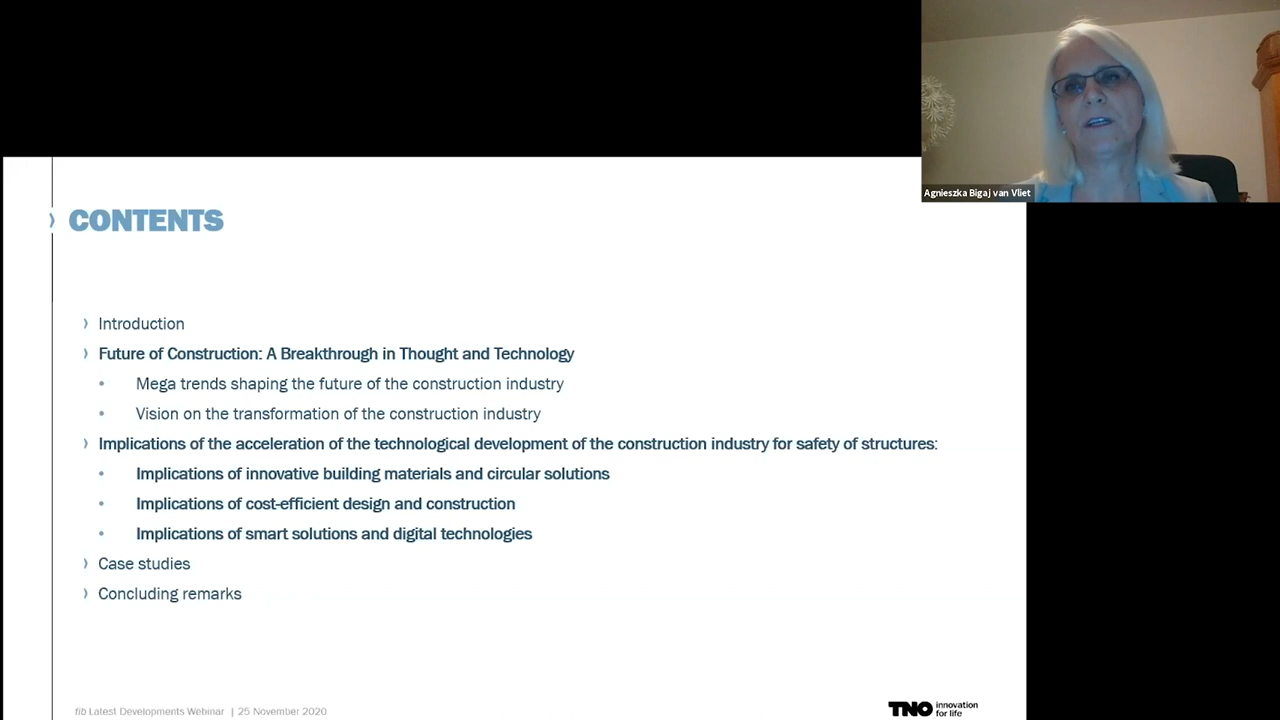 Agnieszka Bigaj van Vliet
CONTENTS
Introduction
Future of Construction: A Breakthrough in Thought and Technology
Mega trends shaping the future of the construction industry
Vision on the transformation of the construction industry
Implications of the acceleration of the technological development of the construction industry for safety of structures:
Implications of innovative building materials and circular solutions
Implications of cost-efficient design and construction
Implications of smart solutions and digital technologies
Case studies
Concluding remarks
fib Latest Developments Webinar | 25 November 2020
TNO innovation
for life